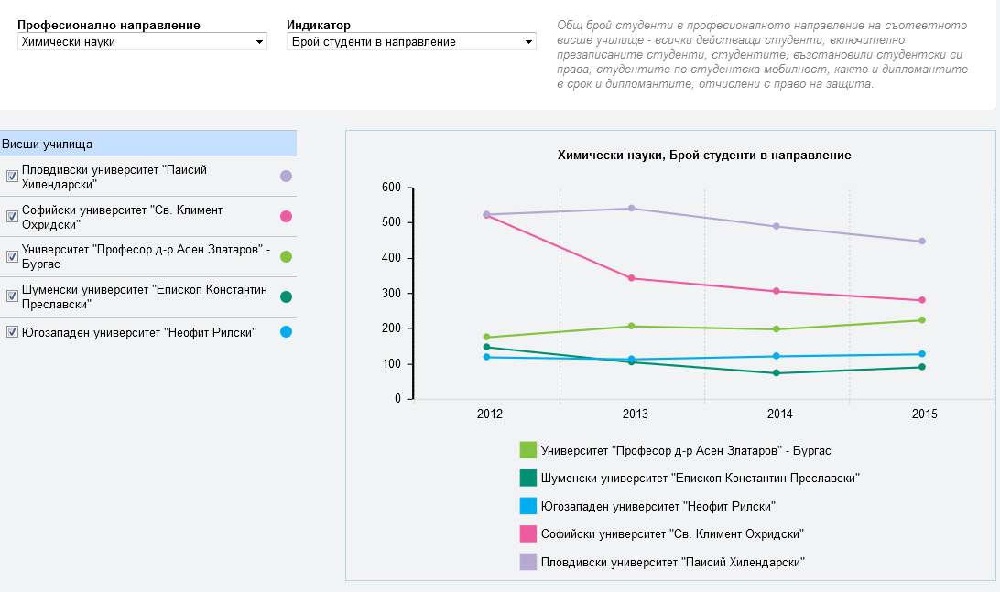 Професионално направление
Химически науки
Индикатор
Брой студенти в направление
Общ брой студенти в професионалното направление на съответното
висше училище - всички действащи студенти, включително
презаписаните студенти, студентите, възстановили студентски си
права, студентите по студентска мобилност, както и дипломантите
в срок и дипломантите, отчислени с право на защита.
Висши училища
Пловдивски университет "Паисий
Хилендарски"
Софийски университет "Св. Климент
Охридски"
Университет "Професор д-р Асен Златаров" -
Бургас
Шуменски университет "Епископ Константин
Преславски"
Югозападен университет "Неофит Рилски"
Химически науки, Брой студенти в направление
600
500
400
300
200
100
0
2012 2013 2014 2015
Университет "Професор д-р Асен Златаров" - Бургас
Шуменски университет "Епископ Константин Преславски"
Югозападен университет "Неофит Рилски"
Софийски университет "Св. Климент Охридски"
Пловдивски университет "Паисий Хилендарски"